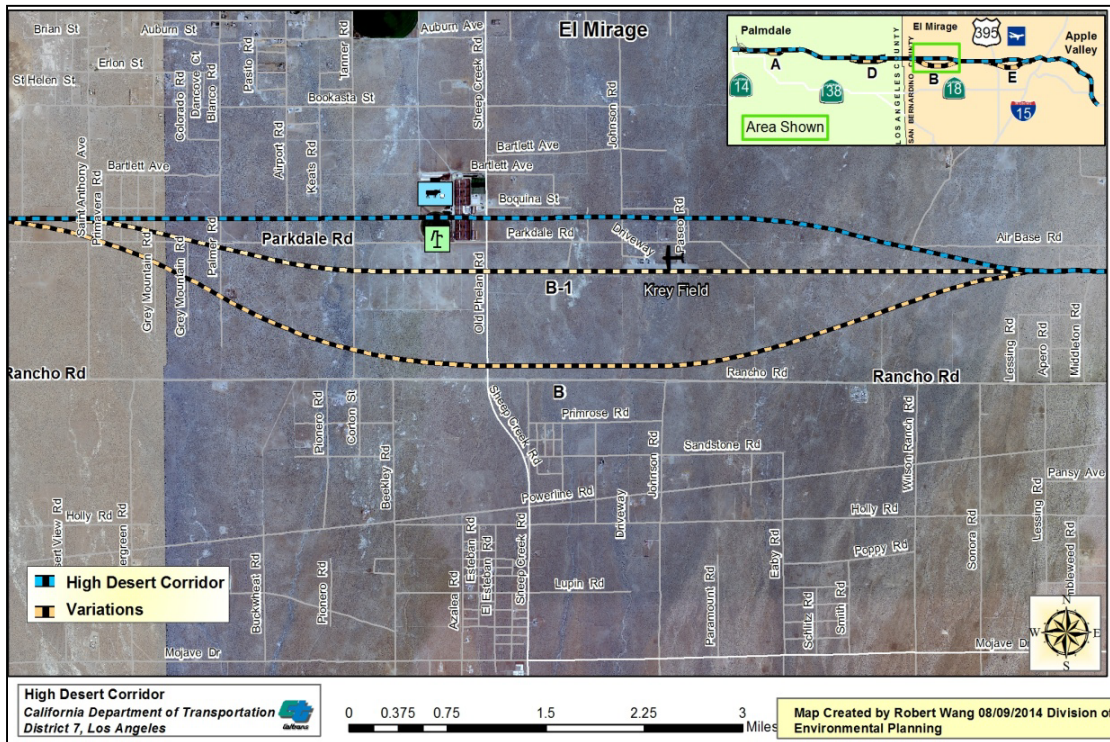 Brian St
Auburn St
Auburn Ave
El Mirage
Erlon St
St Helen St
Colorado Rd
Dancove Ct
Blanco Rd
Pasito Rd
Tanner Rd
Sheep Creek Rd
Bookasta St
Johnson Rd
Airport Rd
Keats Rd
Bartlett Ave
Bartlett Ave
Bartlett Ave
Boquina St
Saint Anthony Ave
Primavera Rd
Palmer Rd
Parkdale Rd
Parkdale Rd
Driveway
Paseo Rd
Air Base Rd
Grey Mountain Rd
Grey Mountain Rd
Old Phelan Rd
B-1
Krey Field
Rancho Rd
Rancho Rd
Rancho Rd
Lessing Rd
Apero Rd
Middleton Rd
B
Pionero Rd
Corton St
Beekley Rd
Sheep Creek Rd
Primrose Rd
Sandstone Rd
Johnson Rd
Wilson Ranch Rd
Pansy Ave
Powerline Rd
Driveway
Holly Rd
Holly Rd
Lessing Rd
Sonora Rd
Poppy Rd
Eaby Rd
Buckwheat Rd
Pionero Rd
Azalea Rd
Esteban Rd
El Esteban Rd
Sheep Creek Rd
Lupin Rd
Paramount Rd
Schlitz Rd
Smith Rd
Mojave Dr
Mojave Dr
Palmdale
El Mirage
395
Apple
Valley
A
D
B
E
14
38
18
15
LOS ANGELES COUNTY
SAN BERNARDINO COUNTY
Area Shown
High Desert Corridor
Variations
N
W E
S
High Desert Corridor
California Department of Transportation
District 7, Los Angeles
Caltrans
0 0.375 0.75 1.5 2.25 3
Miles
Map Created by Robert Wang 08/09/2014 Division of
Environmental Planning